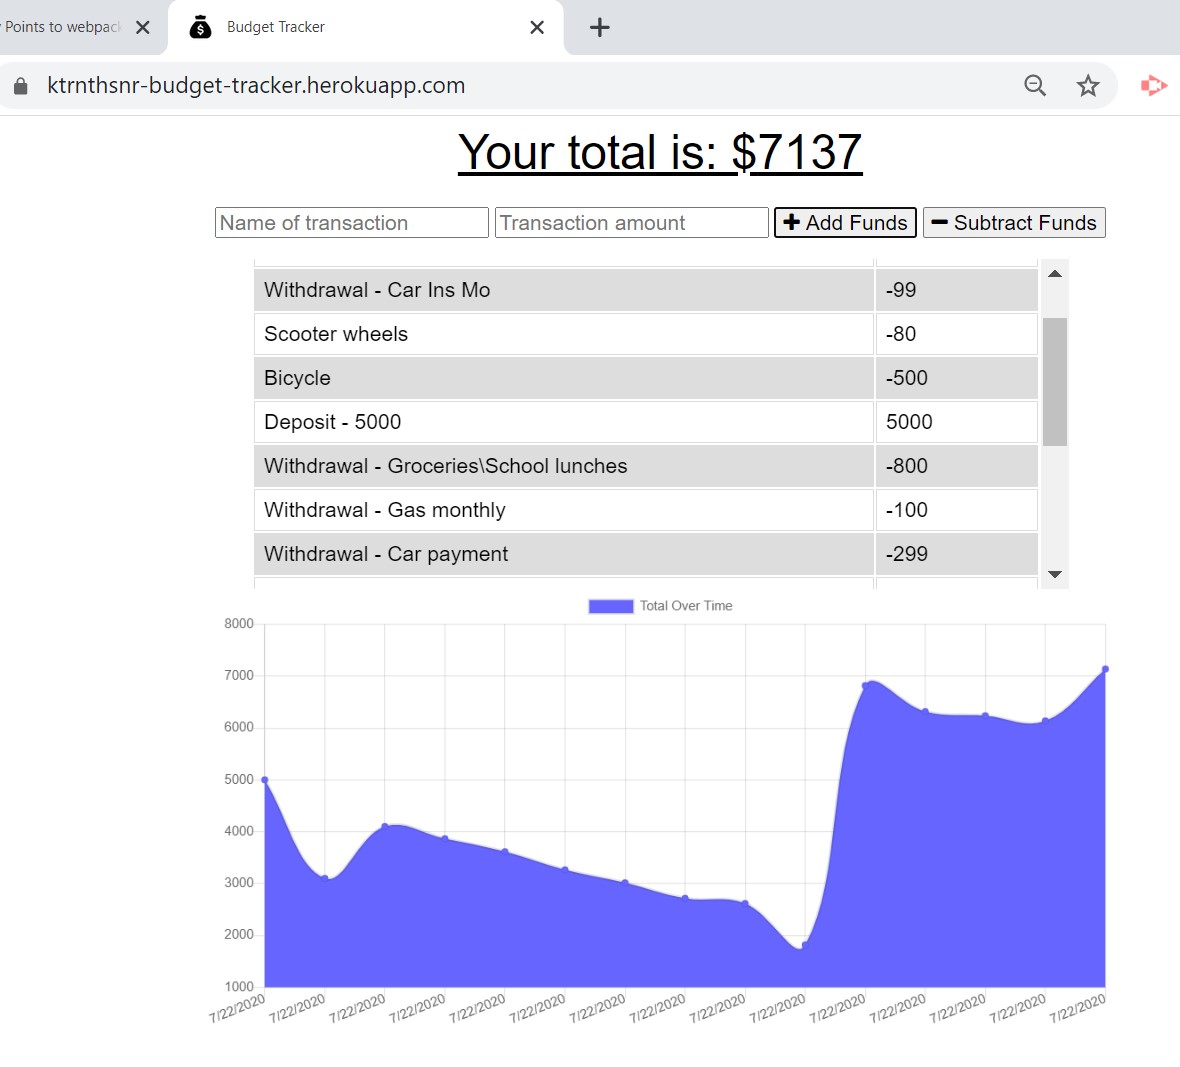 Points to webpack
Budget Tracker
ktrnthsnr-budget-tracker.herokuapp.com
Your total is: $7137
Name of transaction Transaction amount Add Funds Subtract Funds
Withdrawal - Car Ins Mo -99
Scooter wheels -80
Bicycle -500
Deposit - 5000 5000
Withdrawal - Groceries\School lunches -800
Withdrawal - Gas monthly -100
Withdrawal - Car payment -299
Total Over Time
8000
7000
6000
5000
4000
3000
2000
1000
7/22/2020 7/22/2020 7/22/2020 7/22/2020 7/22/2020 7/22/2020 7/22/2020 7/22/2020 7/22/2020 7/22/2020 7/22/2020 7/22/2020 7/22/2020 7/22/2020 7/22/2020